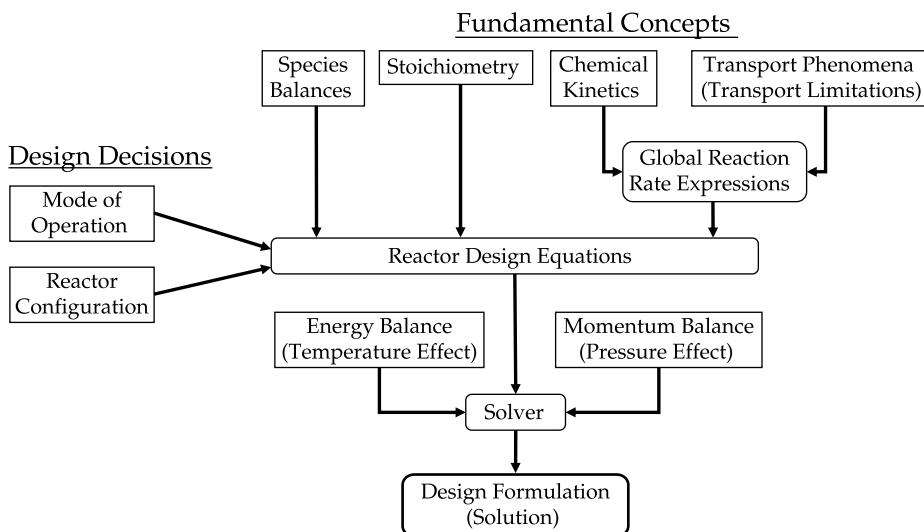 Fundamental Concepts
Species
Balances
Stoichiometry
Chemical
Kinetics
Transport Phenomena
(Transport Limitations)
Design Decisions
Global Reaction
Rate Expressions
Mode of
Operation
Reactor Design Equations
Reactor
Configuration
Energy Balance
(Temperature Effect)
Momentum Balance
(Pressure Effect)
Solver
Design Formulation
(Solution)